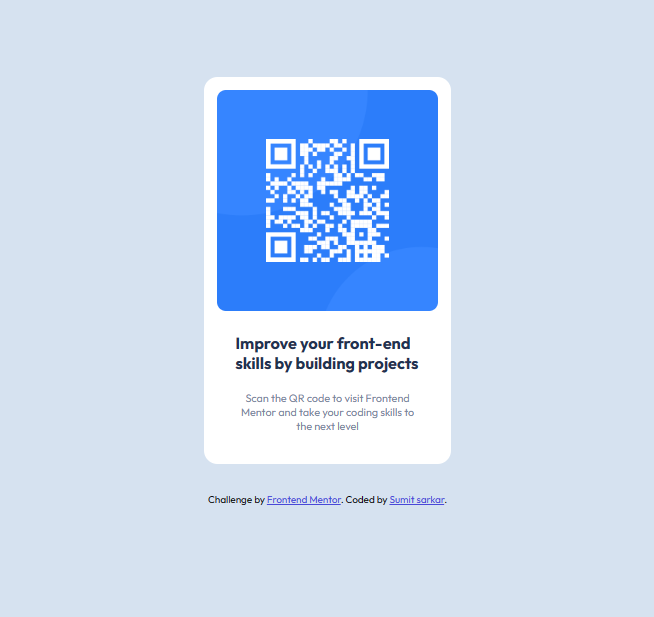 Improve your front-end
skills by building projects
Scan the QR code to visit Frontend
Mentor and take your coding skills to
the next level
Challenge by Frontend Mentor. Coded by Sumit sarkar.